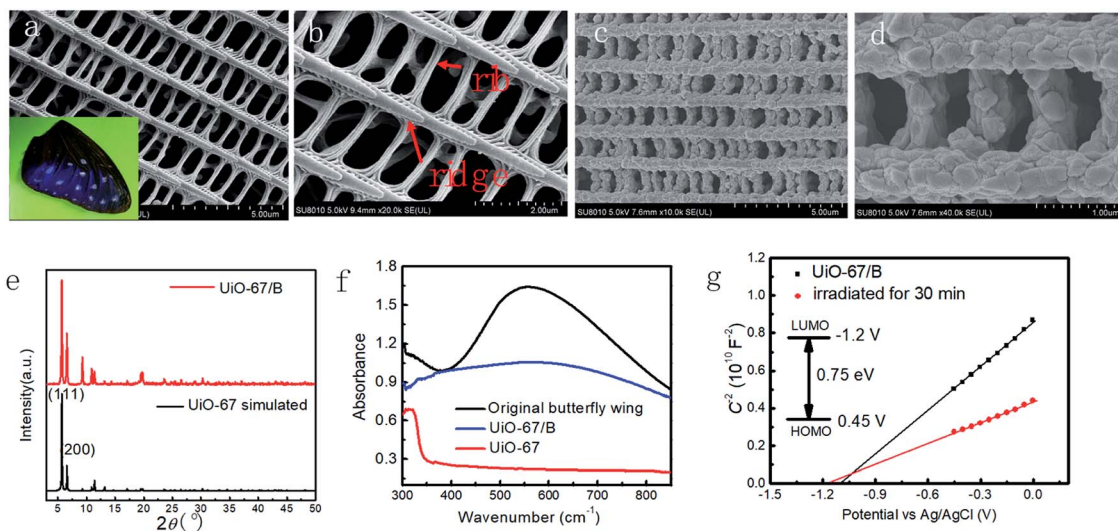 a
b
rib
ridge
c
d
5.00um
SU8010 5.0kV 9.4mm x20.0k SE(UL)
2.00um
SU8010 5.0kV 7.6mm x10.0k SE(UL)
5.00um
SU8010 5.0kV 7.6mm x40.0k SE(UL)
1.00um
e
Intensity(a.u.)
UiO-67/B
(111)
200)
UiO-67 simulated
5 10 15 20 25 30 35 40 45 50
2θ(°)
f
Absorbance
2.4
2.1
1.8
1.5
1.2
0.9
0.6
0.3
Original butterfly wing
UiO-67/B
UiO-67
300 400 500 600 700 800
Wavenumber (cm⁻¹)
g
C⁻² (10¹⁰ F⁻²)
1.2
1.0
0.8
0.6
0.4
0.2
0.0
UiO-67/B
irradiated for 30 min
LUMO
-1.2 V
0.75 eV
0.45 V
HOMO
-1.5 -1.2 -0.9 -0.6 -0.3 0.0
Potential vs Ag/AgCl (V)